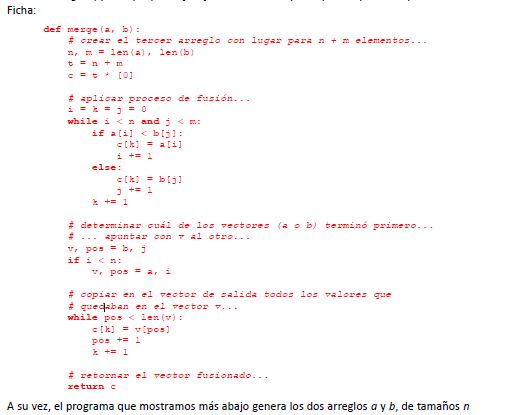 Ficha:
def merge(a, b):
# crear el tercer arreglo con lugar para n + m elementos...
n, m = len(a), len(b)
t = n + m
c = t * [0]
# aplicar proceso de fusión...
i = k = j = 0
while i < n and j < m:
if a[i] < b[j]:
c[k] = a[i]
i += 1
else:
c[k] = b[j]
j += 1
k += 1
# determinar cuál de los vectores (a o b) terminó primero...
# ... apuntar con v al otro...
v, pos = b, j
if i < n:
v, pos = a, i
# copiar en el vector de salida todos los valores que
# quedaban en el vector v...
while pos < len(v):
c[k] = v[pos]
pos += 1
k += 1
# retornar el vector fusionado...
return c
A su vez, el programa que mostramos más abajo genera los dos arreglos a y b, de tamaños n